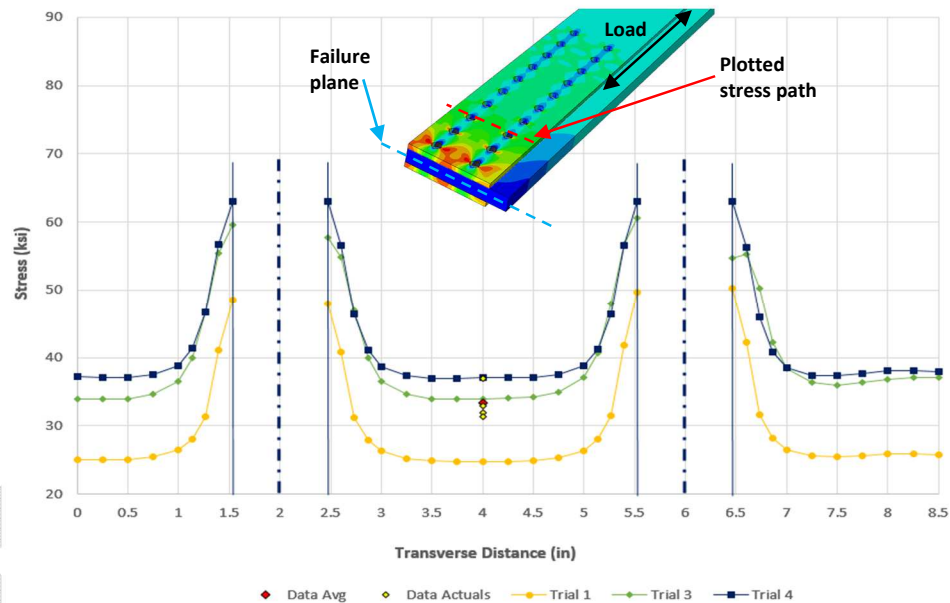 90
80
70
60
50
40
30
20
Stress (ksi)
Failure
plane
Load
Plotted
stress path
0 0.5 1 1.5 2 2.5 3 3.5 4 4.5 5 5.5 6 6.5 7 7.5 8 8.5
Transverse Distance (in)
Data Avg Data Actuals Trial 1 Trial 3 Trial 4